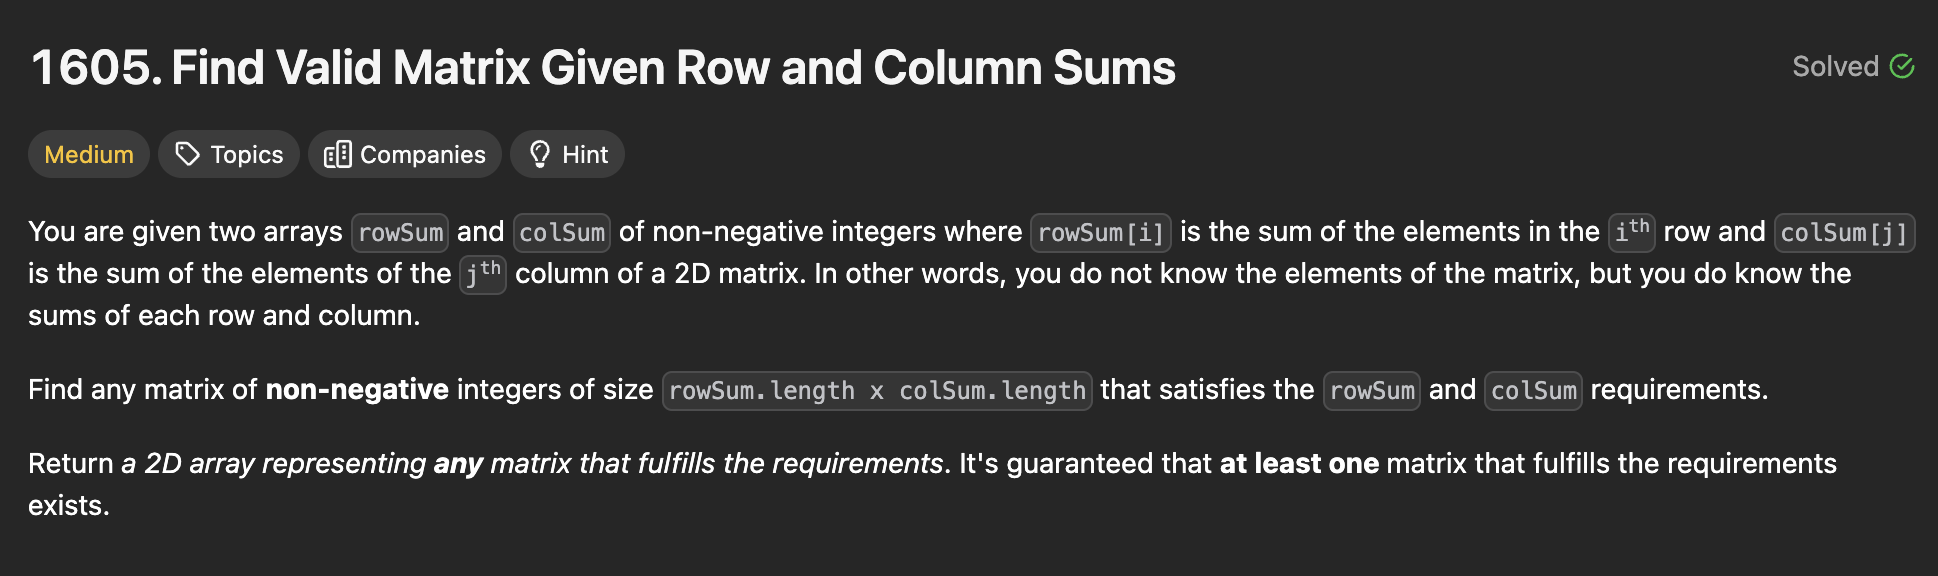 1605. Find Valid Matrix Given Row and Column Sums
Solved
Medium
Topics
Companies
Hint
You are given two arrays rowSum and colSum of non-negative integers where rowSum[i] is the sum of the elements in the ith row and colSum[j]
is the sum of the elements of the jth column of a 2D matrix. In other words, you do not know the elements of the matrix, but you do know the
sums of each row and column.
Find any matrix of non-negative integers of size rowSum.length x colSum.length that satisfies the rowSum and colSum requirements.
Return a 2D array representing any matrix that fulfills the requirements. It's guaranteed that at least one matrix that fulfills the requirements
exists.